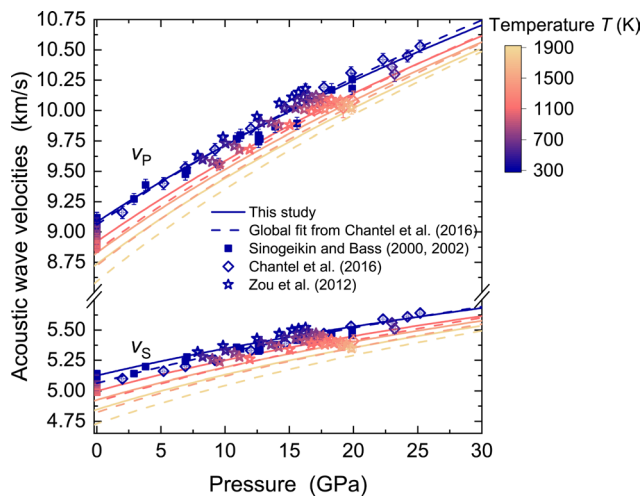 Temperature T (K)
1900
1500
1100
700
300
Acoustic wave velocities (km/s)
10.75
10.50
10.25
10.00
9.75
9.50
9.25
9.00
8.75
5.50
5.25
5.00
4.75
vP
vS
This study
Global fit from Chantel et al. (2016)
Sinogeikin and Bass (2000, 2002)
Chantel et al. (2016)
Zou et al. (2012)
0 5 10 15 20 25 30
Pressure (GPa)